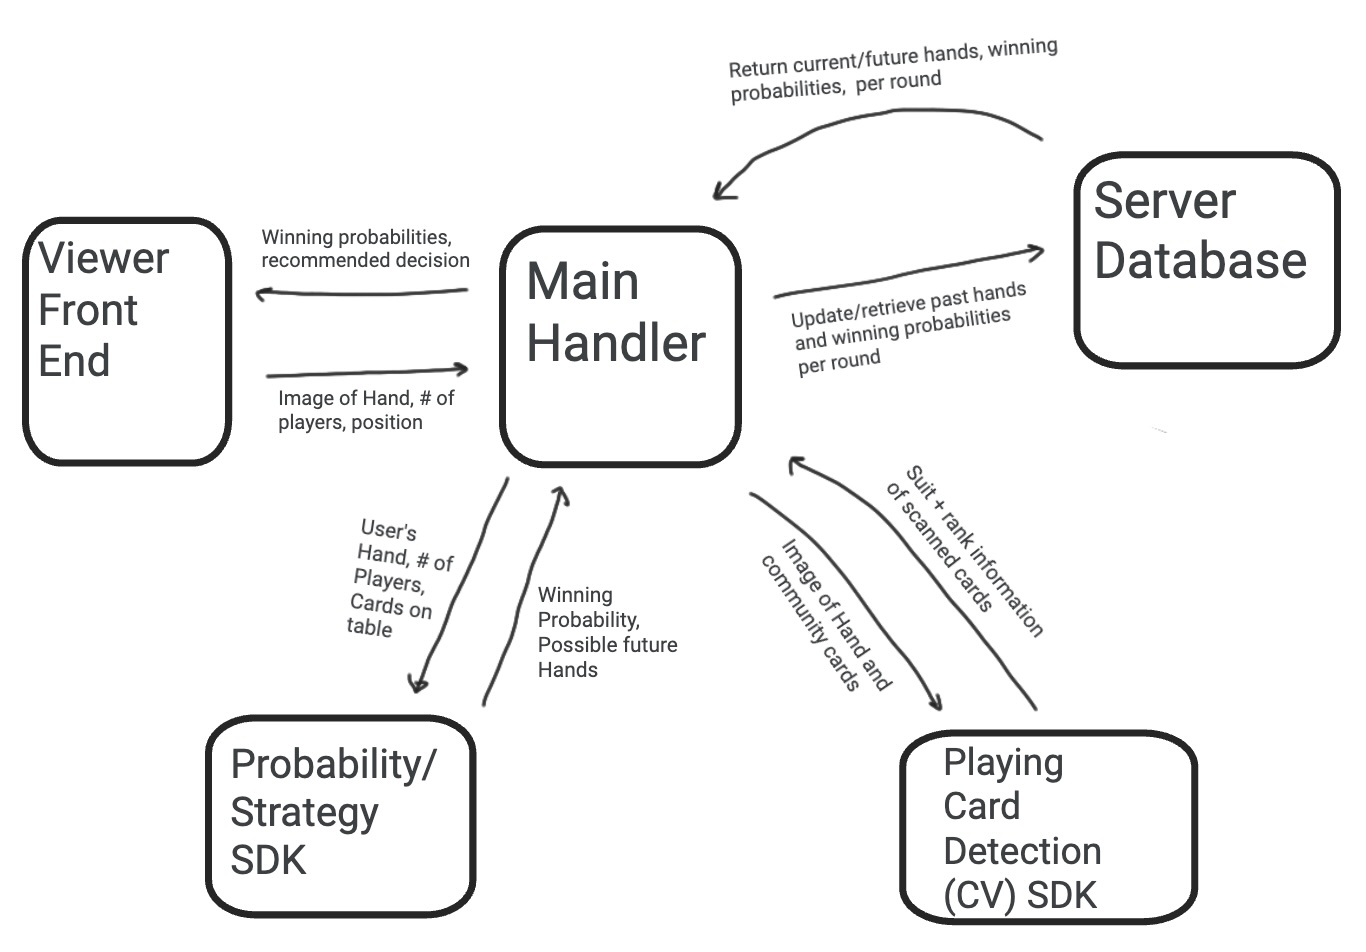 Return current/future hands, winning
probabilities, per round
Server
Database
Viewer
Front
End
Winning probabilities,
recommended decision
Main
Handler
Update/retrieve past hands
and winning probabilities
per round
Image of Hand, # of
players, position
User's
Hand, # of
Players,
Cards on
table
Winning
Probability,
Possible future
Hands
Image of Hand and
community cards
Suit + rank information
of scanned cards
Probability/
Strategy
SDK
Playing
Card
Detection
(CV) SDK